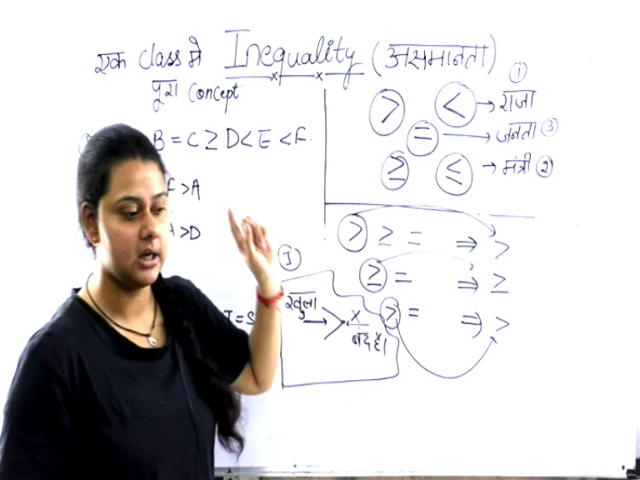 एक class मे Inequality (असमानता)
पूरा concept
①
> < → राजा
= → जनता ③
≥ ≤ → मंत्री ②
B = C ≥ D < E < F.
F > A
> D
> ≥ = ⇒ >
≥ = ⇒ ≥
> = ⇒ >
I
खुला → > × बंद है।
= S